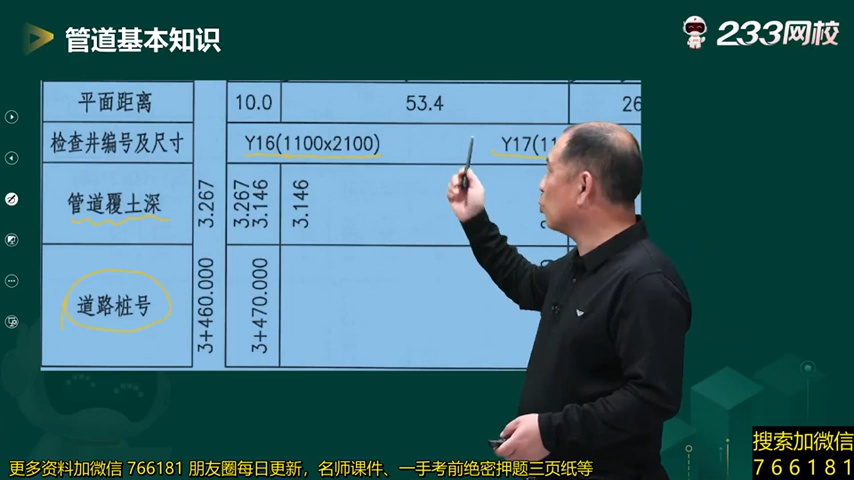 管道基本知识
233网校
平面距离
10.0
53.4
26
检查井编号及尺寸
Y16(1100x2100)
Y17(11
管道覆土深
3.267
3.267
3.146
3.146
道路桩号
3+460.000
3+470.000
更多资料加微信 766181 朋友圈每日更新，名师课件、一手考前绝密押题三页纸等
搜索加微信
766181